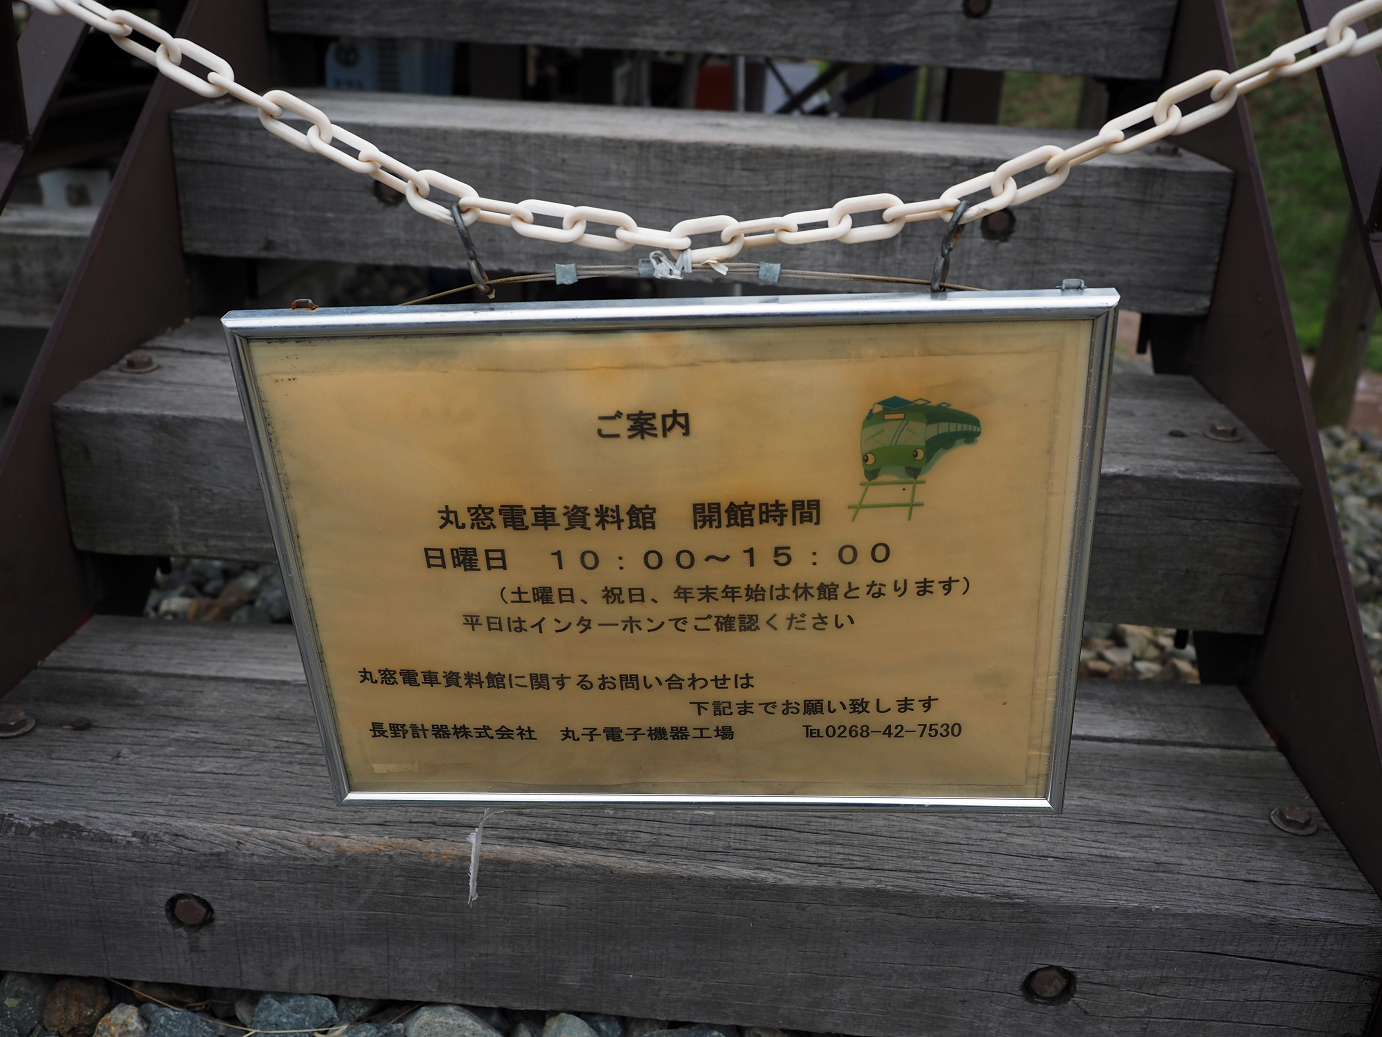 ご案内
丸窓電車資料館　開館時間
日曜日　１０：００～１５：００
（土曜日、祝日、年末年始は休館となります）
平日はインターホンでご確認ください
丸窓電車資料館に関するお問い合わせは
下記までお願い致します
長野計器株式会社　丸子電子機器工場　　　℡0268−42−7530